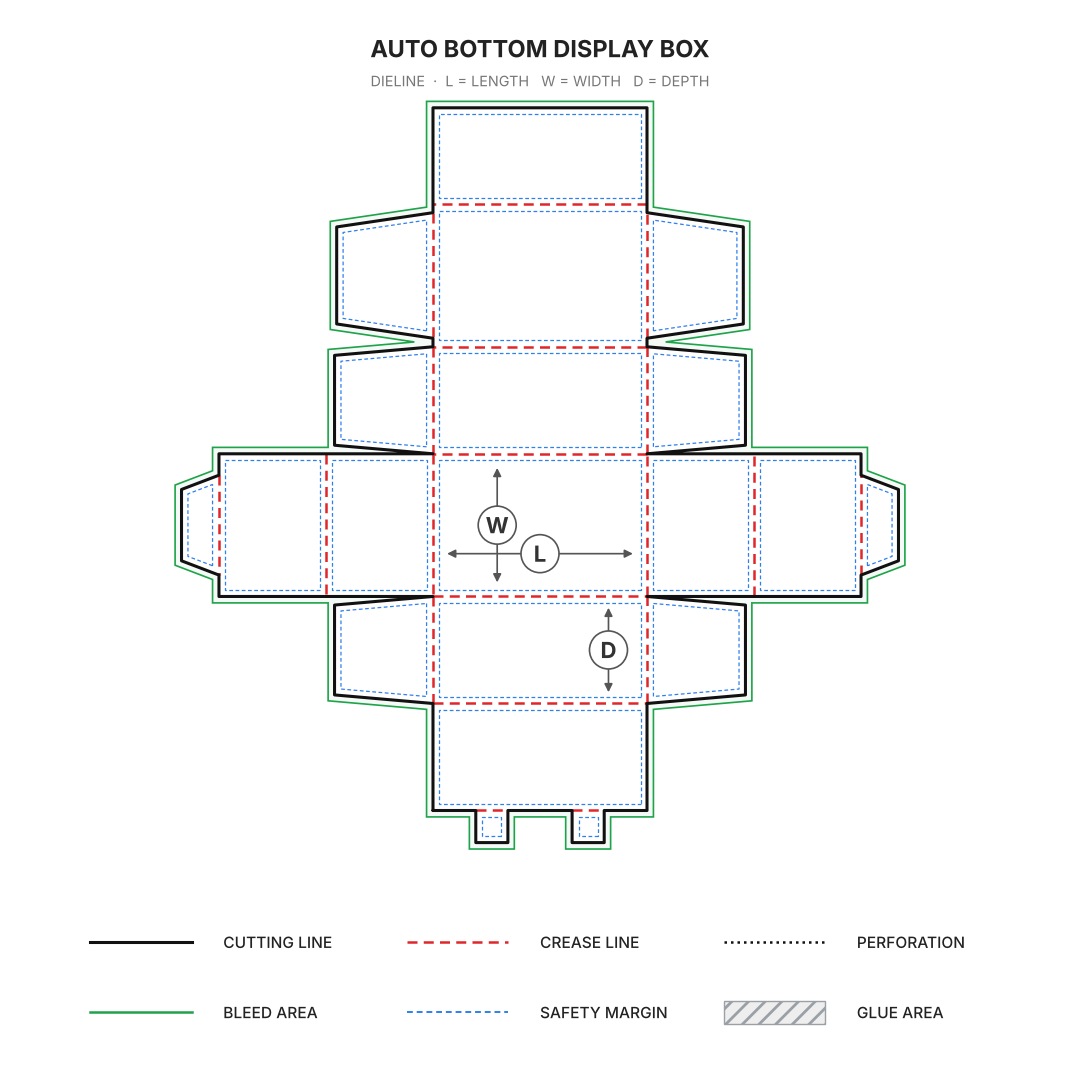 AUTO BOTTOM DISPLAY BOX
DIELINE · L = LENGTH W = WIDTH D = DEPTH
W
L
D
CUTTING LINE
CREASE LINE
PERFORATION
BLEED AREA
SAFETY MARGIN
GLUE AREA